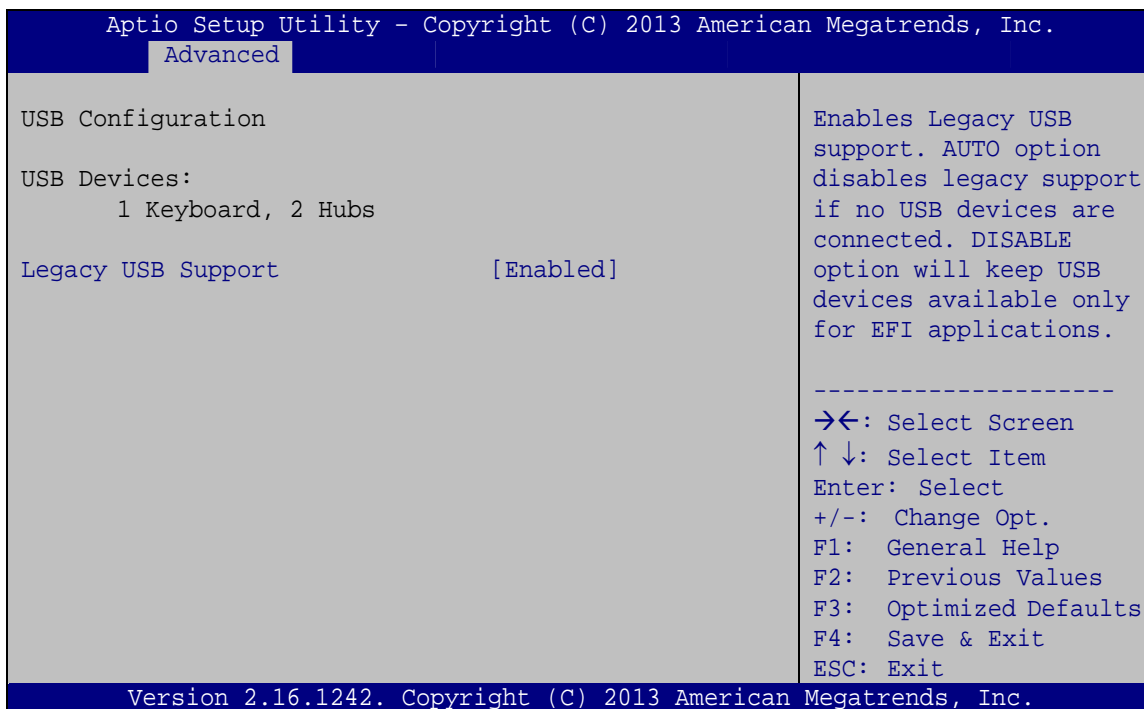 Aptio Setup Utility – Copyright (C) 2013 American Megatrends, Inc.
Advanced
USB Configuration
USB Devices:
1 Keyboard, 2 Hubs
Legacy USB Support [Enabled]
Enables Legacy USB
support. AUTO option
disables legacy support
if no USB devices are
connected. DISABLE
option will keep USB
devices available only
for EFI applications.
----------------------
→←: Select Screen
↑ ↓: Select Item
Enter: Select
+/-: Change Opt.
F1: General Help
F2: Previous Values
F3: Optimized Defaults
F4: Save & Exit
ESC: Exit
Version 2.16.1242. Copyright (C) 2013 American Megatrends, Inc.